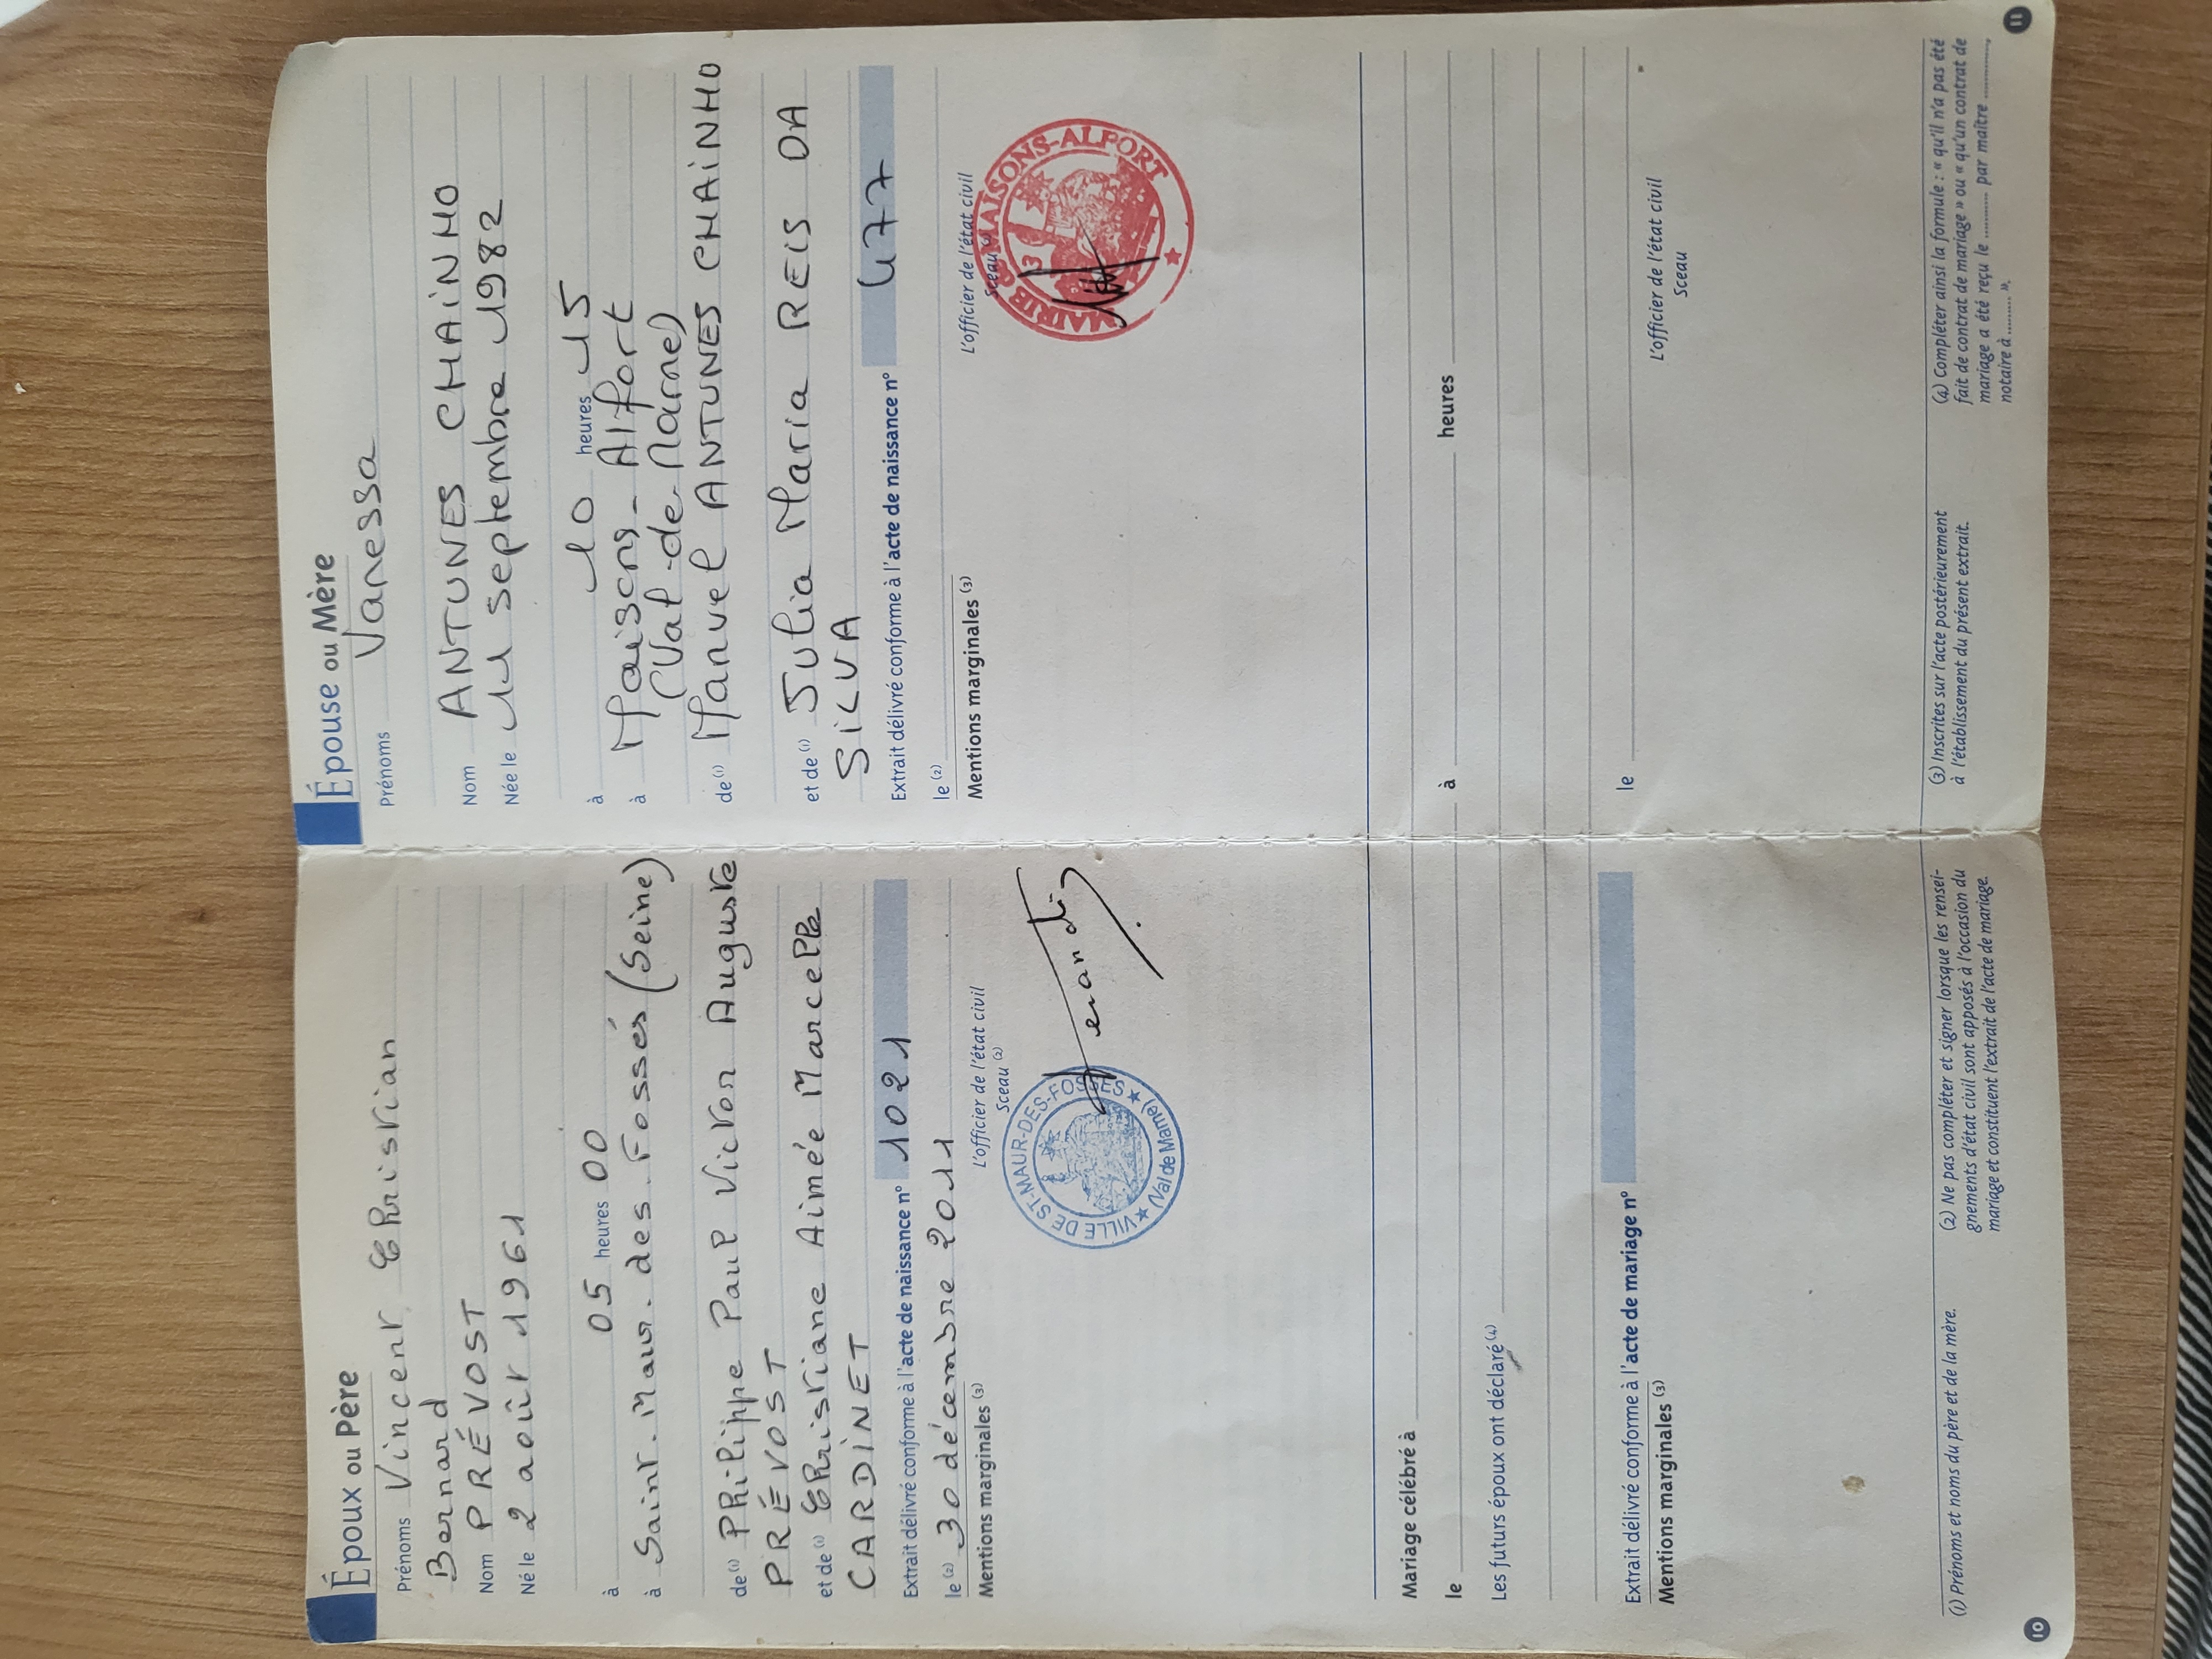 Époux ou Père
Prénoms Vincent, Christian
Bernard
Nom PRÉVOST
Né le 2 août 1961
à 05 heures 00
à Saint. Maur. des. Fossés (Seine)
de (1) Philippe Paul Victor Auguste
PRÉVOST
et de (1) Christiane Aimée Marcelle
CARDINET
Extrait délivré conforme à l'acte de naissance n° 1021
le (2) 30 décembre 2011
Mentions marginales (3)
L'officier de l'état civil
Sceau (2)
VILLE DE ST-MAUR-DES-FOSSÉS
(Val de Marne)
Épouse ou Mère
Prénoms Vanessa
Nom ANTUNES CHAINHO
Née le 11 septembre 1982
à 10 heures 15
à Maisons-Alfort
(Val-de-Marne)
de (1) Manuel ANTUNES CHAINHO
et de (1) Julia Maria REIS DA
SILVA
Extrait délivré conforme à l'acte de naissance n° 477
le (2)
Mentions marginales (3)
L'officier de l'état civil
Sceau
MAIRIE DE MAISONS-ALFORT
Mariage célébré à
le à heures
Les futurs époux ont déclaré (4)
Extrait délivré conforme à l'acte de mariage n° le
Mentions marginales (3)
L'officier de l'état civil
Sceau
(1) Prénoms et noms du père et de la mère.
(2) Ne pas compléter et signer lorsque les rensei-
gnements d'état civil sont apposés à l'occasion du
mariage et constituent l'extrait de l'acte de mariage.
(3) Inscrites sur l'acte postérieurement
à l'établissement du présent extrait.
(4) Compléter ainsi la formule : « qu'il n'a pas été
fait de contrat de mariage » ou « qu'un contrat de
mariage a été reçu le ........... par maître ...........,
notaire à ........... ».
10
11